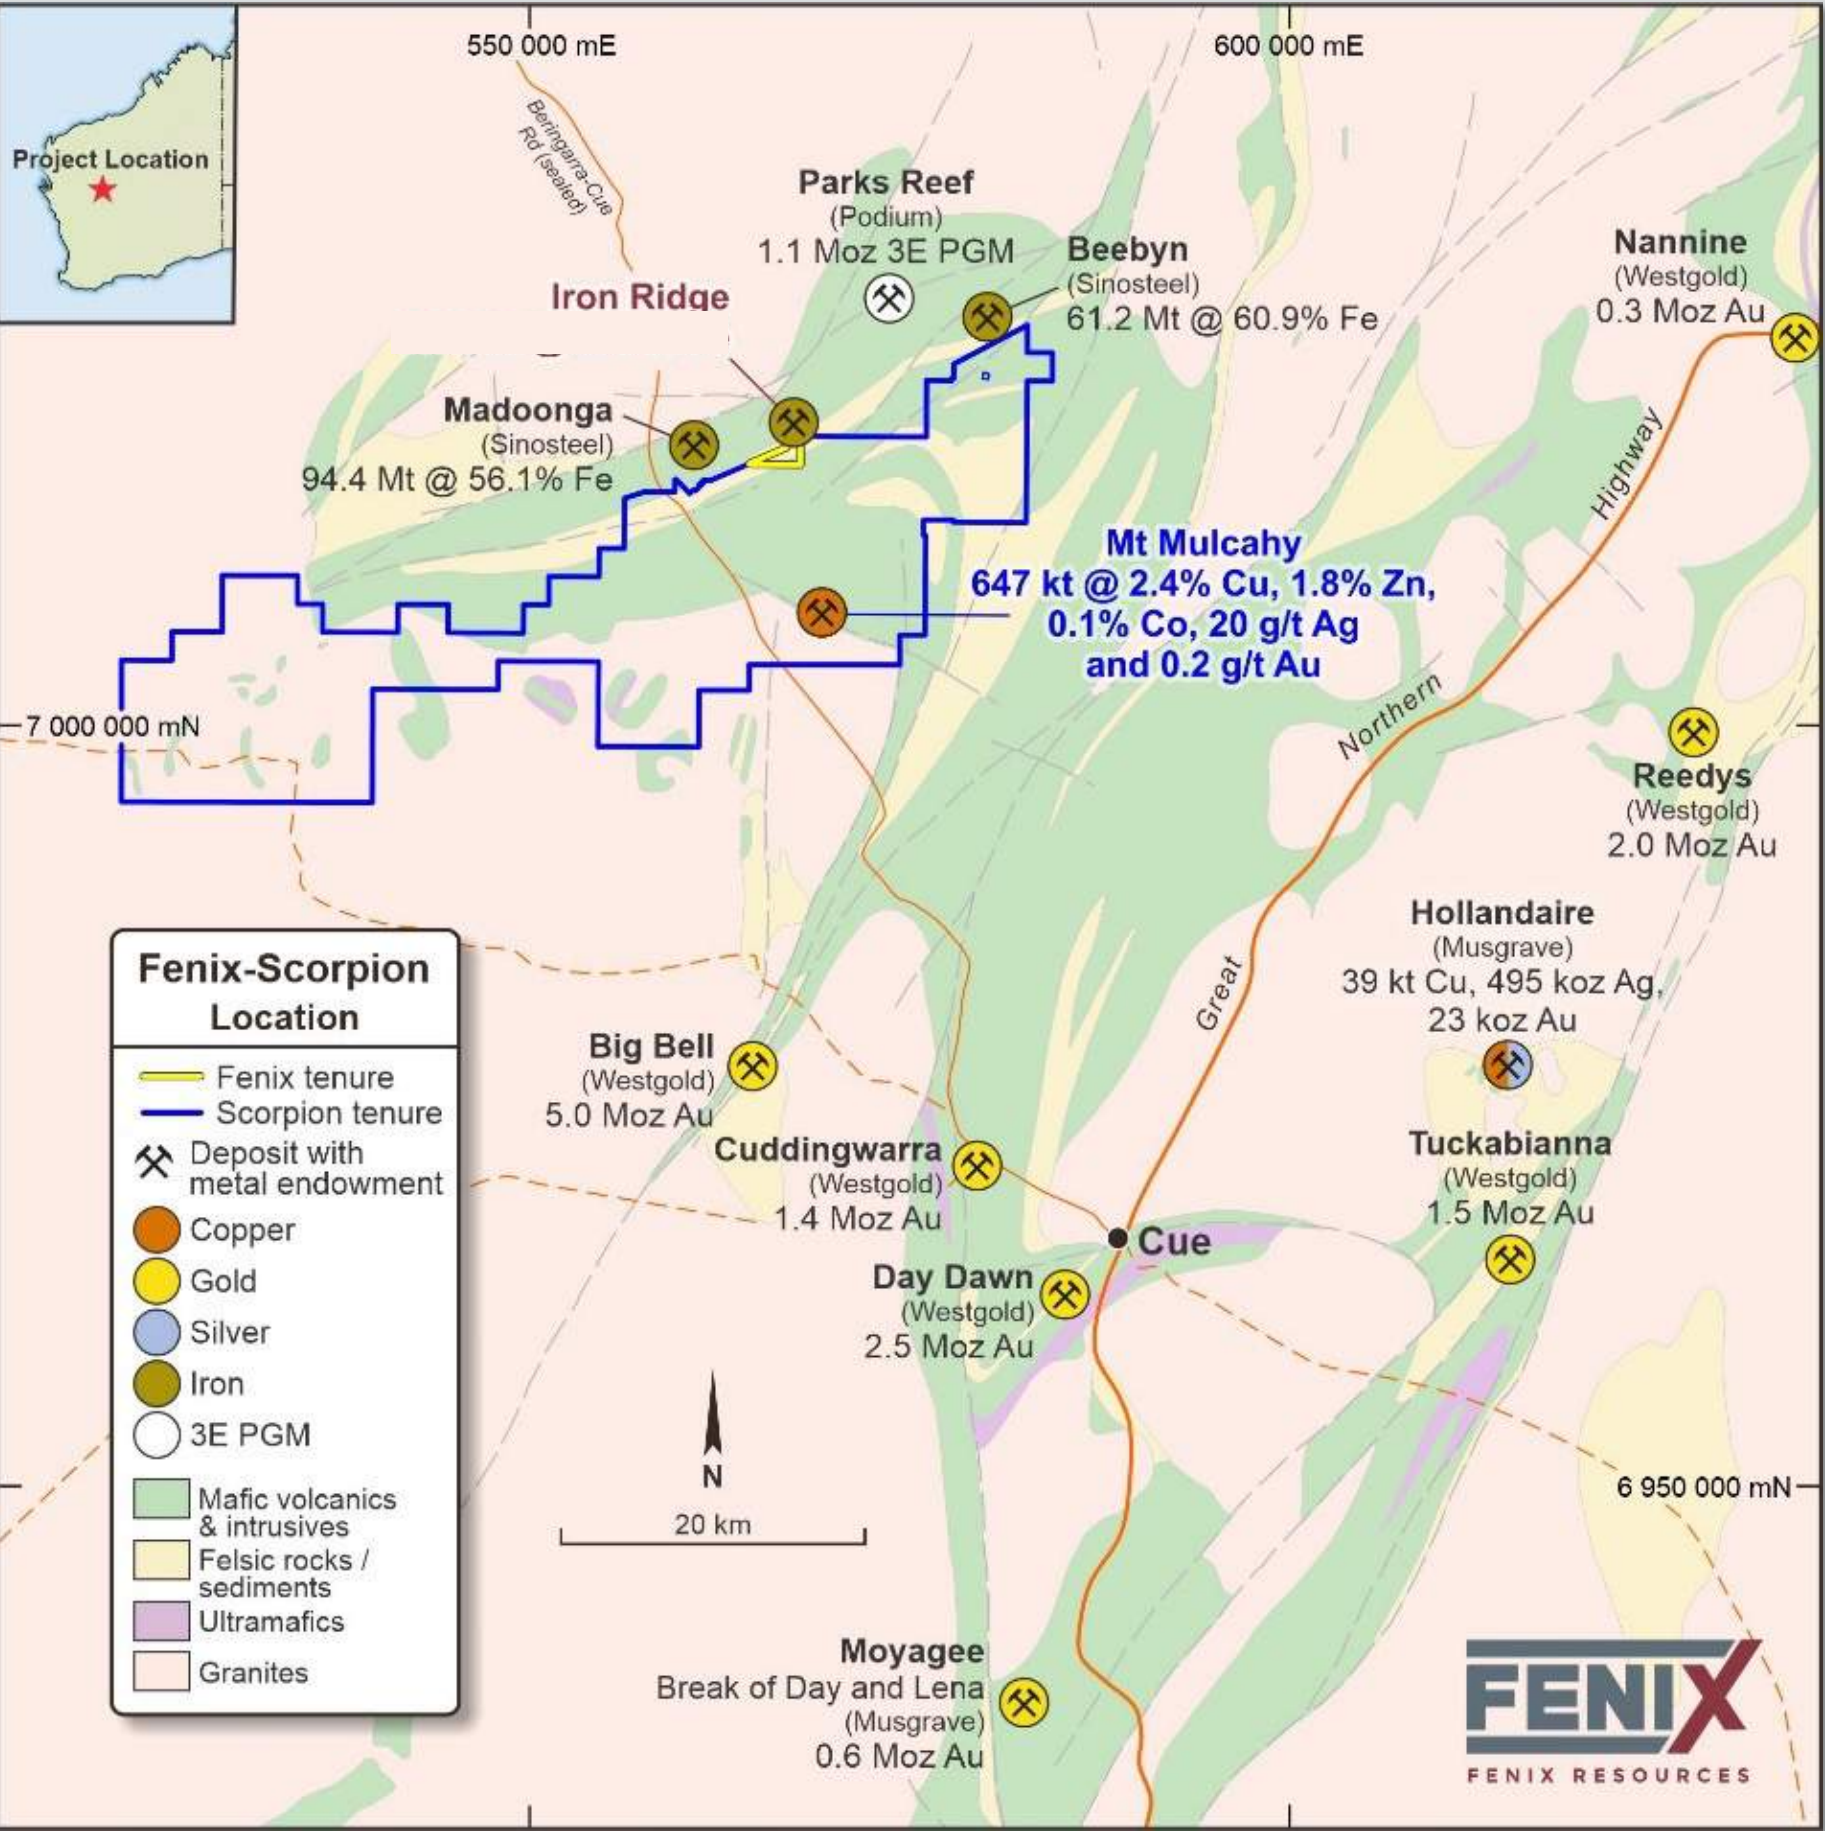 550 000 mE
600 000 mE
Project Location
Beringarra-Cue
Rd (sealed)
Parks Reef
(Podium)
1.1 Moz 3E PGM
Beebyn
(Sinosteel)
61.2 Mt @ 60.9% Fe
Nannine
(Westgold)
0.3 Moz Au
Iron Ridge
Madoonga
(Sinosteel)
94.4 Mt @ 56.1% Fe
Mt Mulcahy
647 kt @ 2.4% Cu, 1.8% Zn,
0.1% Co, 20 g/t Ag
and 0.2 g/t Au
Great Northern Highway
7 000 000 mN
Reedys
(Westgold)
2.0 Moz Au
Hollandaire
(Musgrave)
39 kt Cu, 495 koz Ag,
23 koz Au
Big Bell
(Westgold)
5.0 Moz Au
Cuddingwarra
(Westgold)
1.4 Moz Au
Tuckabianna
(Westgold)
1.5 Moz Au
Cue
Day Dawn
(Westgold)
2.5 Moz Au
Fenix-Scorpion
Location
Fenix tenure
Scorpion tenure
Deposit with
metal endowment
Copper
Gold
Silver
Iron
3E PGM
Mafic volcanics
& intrusives
Felsic rocks /
sediments
Ultramafics
Granites
N
20 km
6 950 000 mN
Moyagee
Break of Day and Lena
(Musgrave)
0.6 Moz Au
FENIX
FENIX RESOURCES